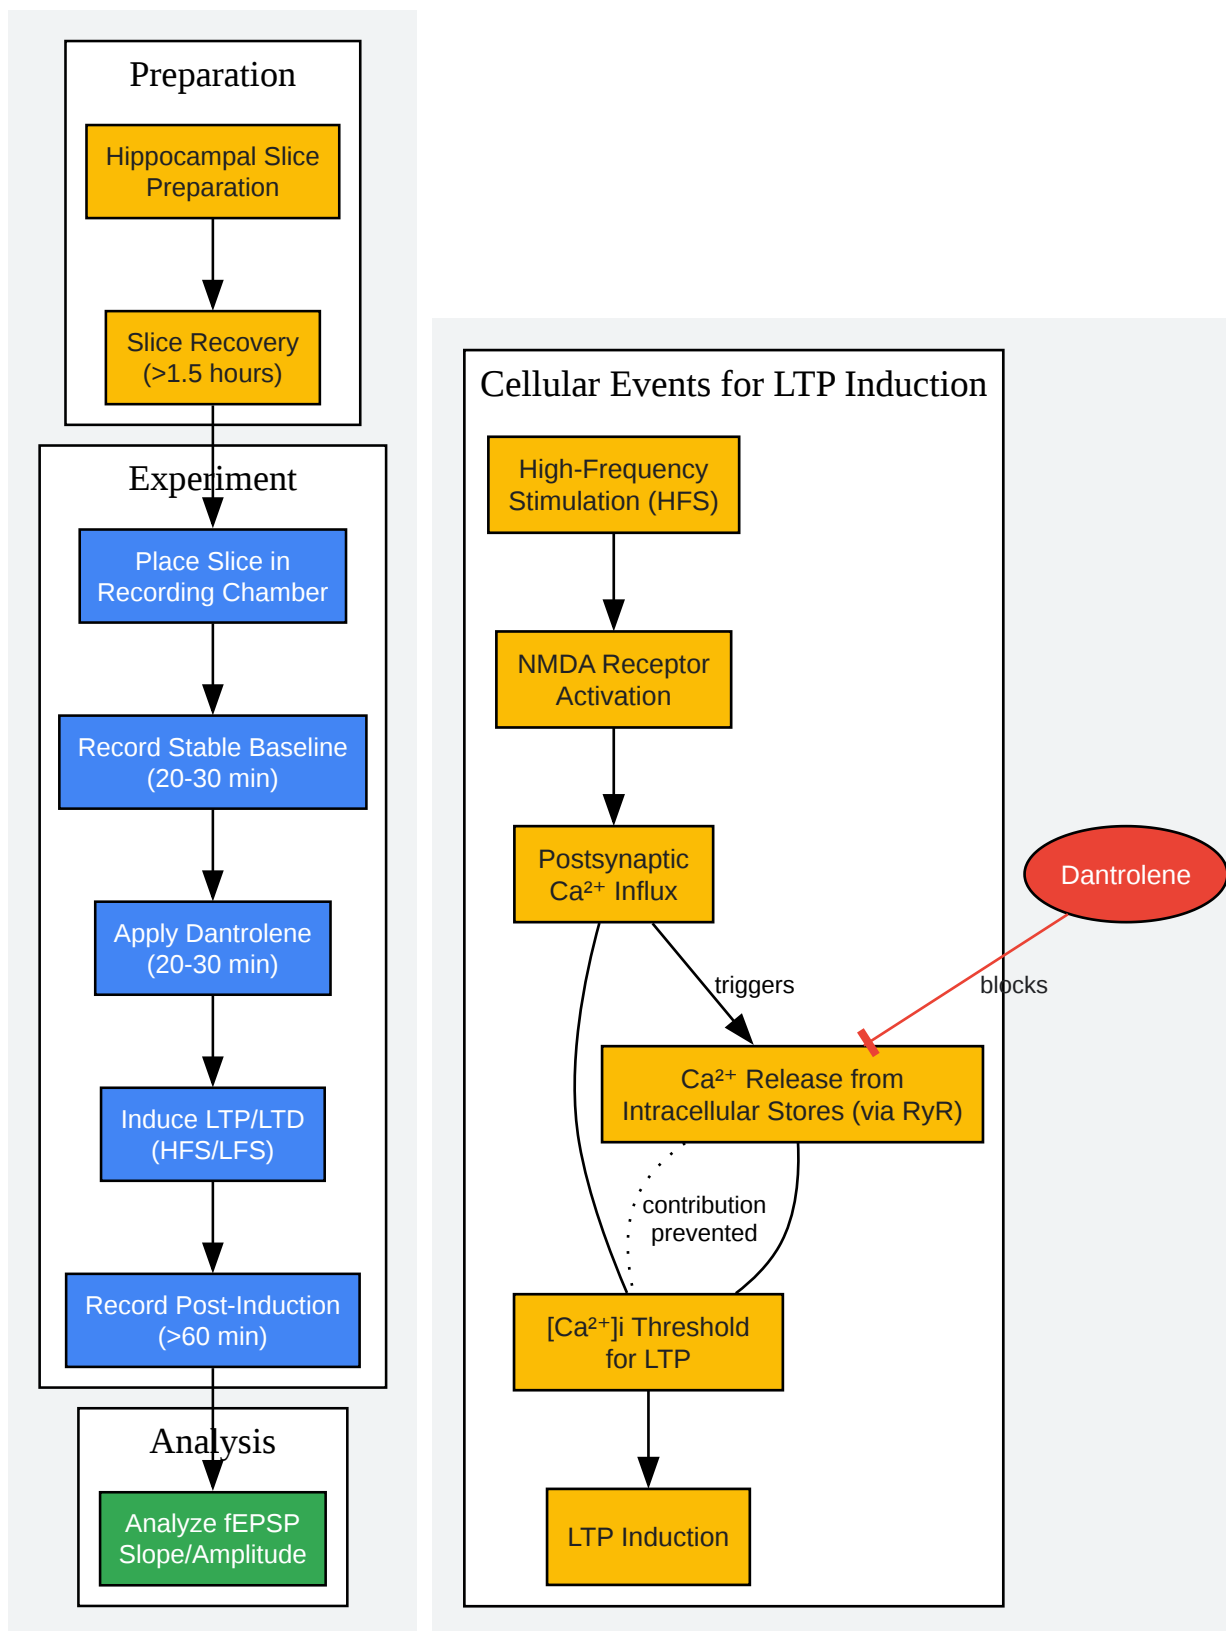 Preparation
Hippocampal Slice
Preparation
Slice Recovery
(>1.5 hours)
Experiment
Place Slice in
Recording Chamber
Record Stable Baseline
(20-30 min)
Apply Dantrolene
(20-30 min)
Induce LTP/LTD
(HFS/LFS)
Record Post-Induction
(>60 min)
Analysis
Analyze fEPSP
Slope/Amplitude
Cellular Events for LTP Induction
High-Frequency
Stimulation (HFS)
NMDA Receptor
Activation
Postsynaptic
Ca²⁺ Influx
Dantrolene
triggers
blocks
Ca²⁺ Release from
Intracellular Stores (via RyR)
contribution
prevented
[Ca²⁺]i Threshold
for LTP
LTP Induction